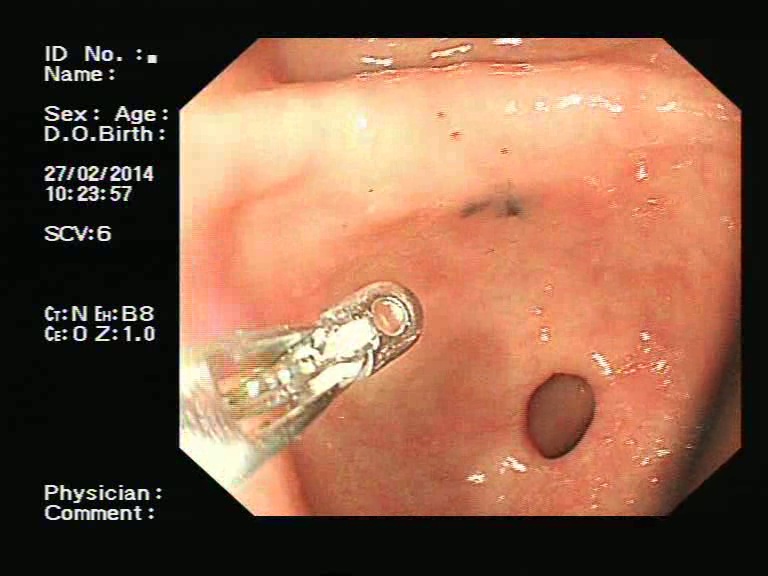 ID No. :
Name:
Sex: Age:
D.O.Birth:
27/02/2014
10:23:57
SCV:6
CT:N EH:B8
CE:0 Z:1.0
Physician:
Comment: